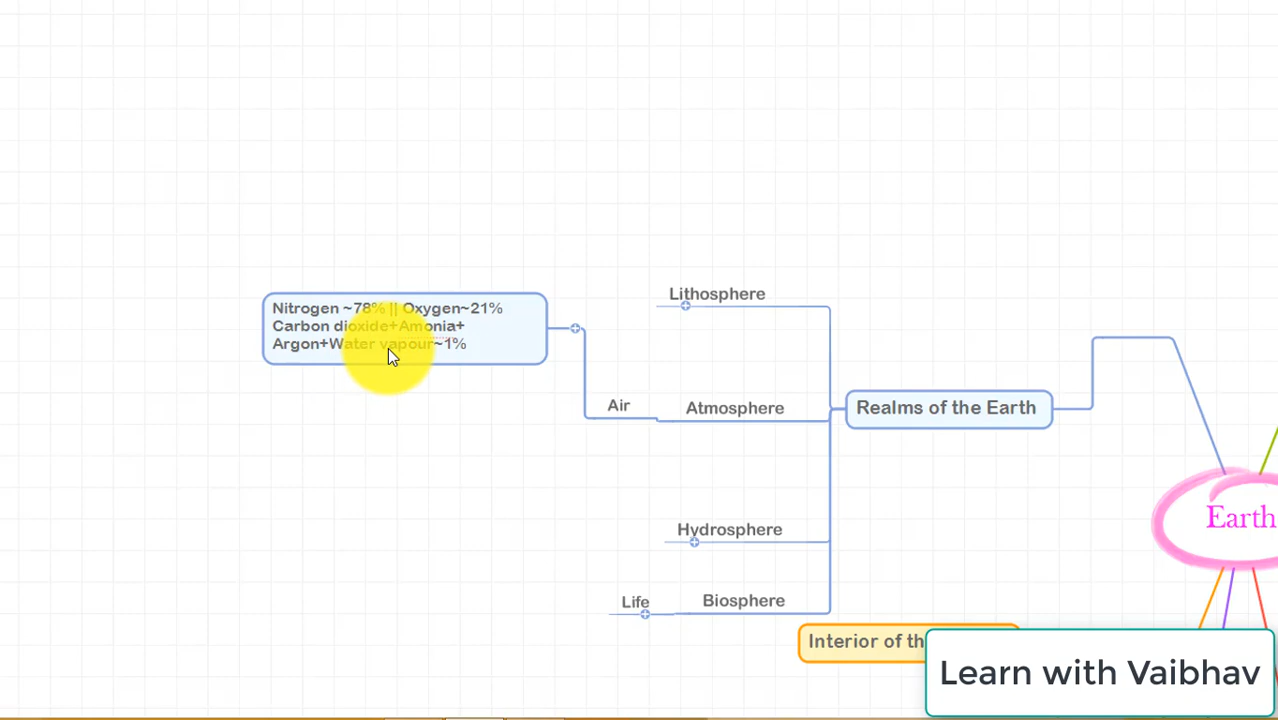 Lithosphere
Nitrogen ~78% || Oxygen~21%
Carbon dioxide+Amonia+
Argon+Water vapour~1%
Air
Atmosphere
Realms of the Earth
Earth
Hydrosphere
Life
Biosphere
Interior of th
Learn with Vaibhav